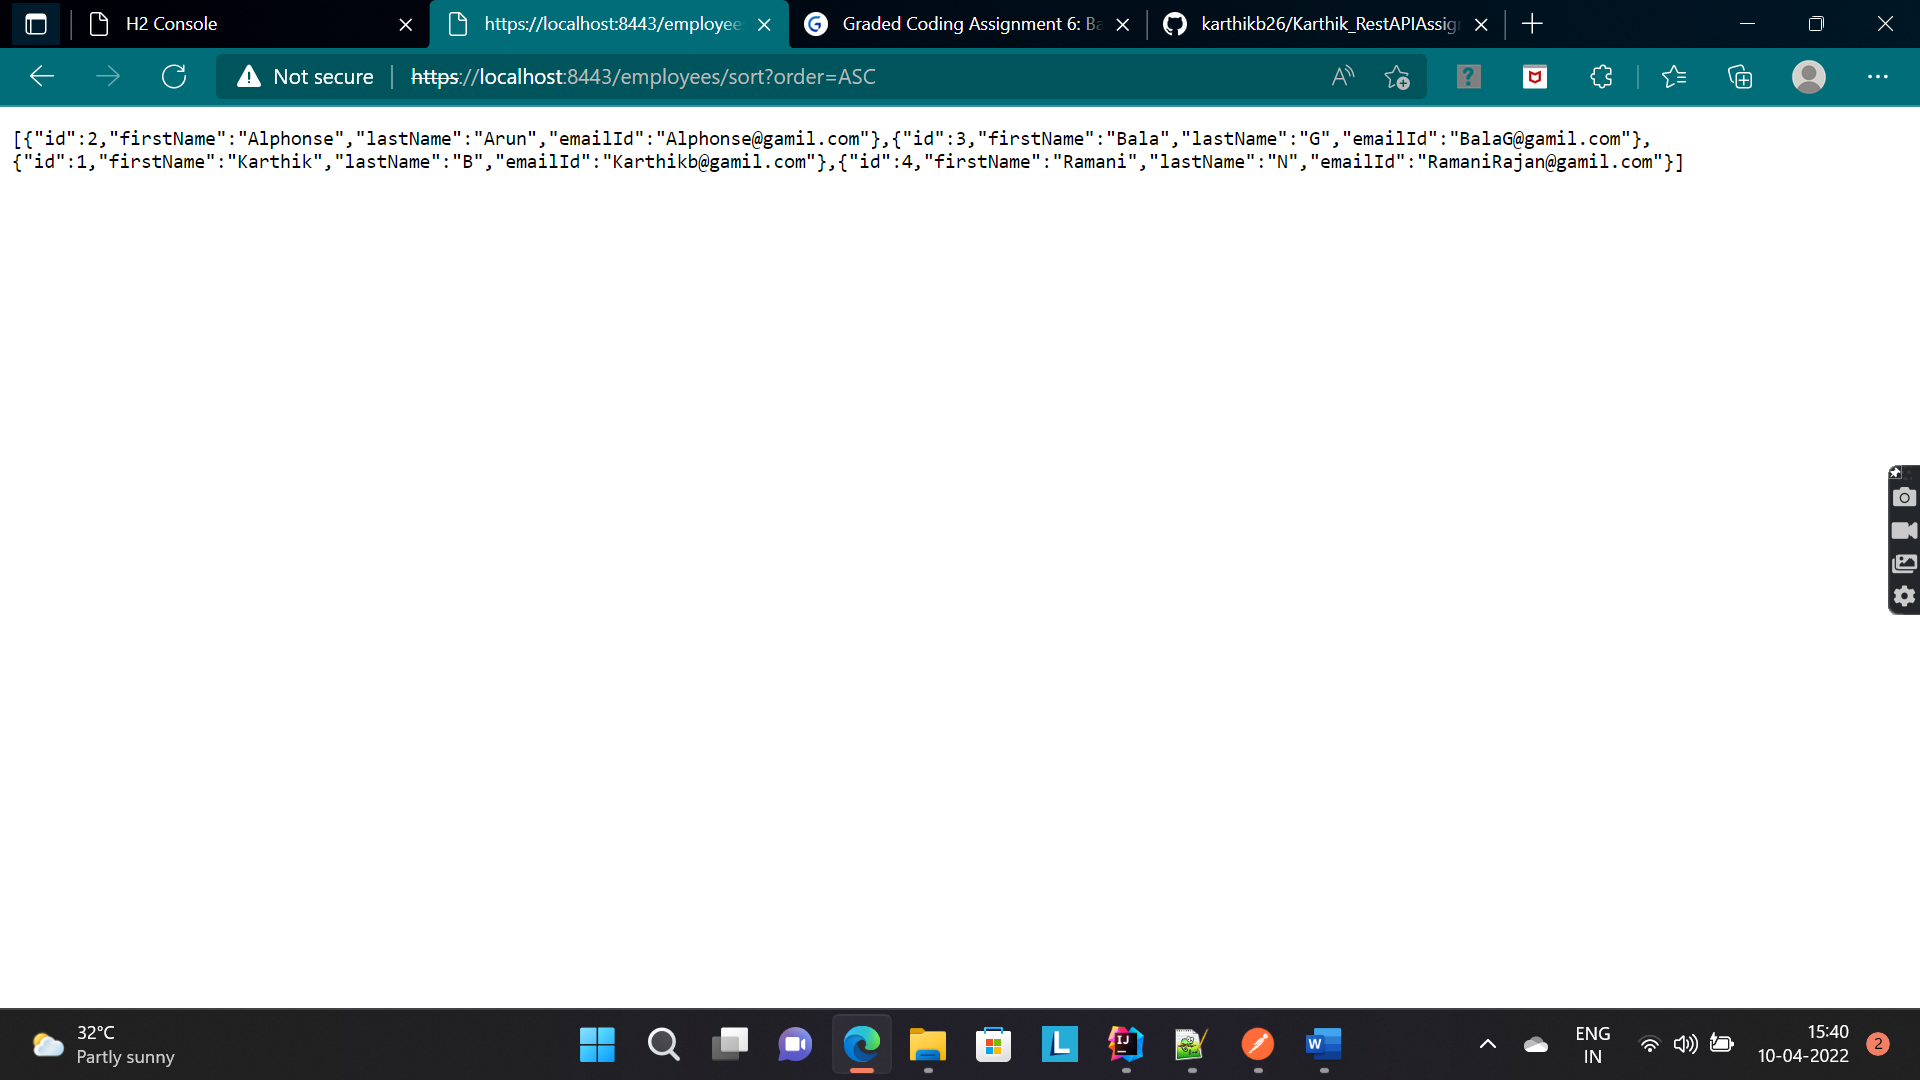 H2 Console
https://localhost:8443/employee
Graded Coding Assignment 6: Ba
karthikb26/Karthik_RestAPIAssig
Not secure
https://localhost:8443/employees/sort?order=ASC
[{"id":2,"firstName":"Alphonse","lastName":"Arun","emailId":"Alphonse@gamil.com"},{"id":3,"firstName":"Bala","lastName":"G","emailId":"BalaG@gamil.com"},
{"id":1,"firstName":"Karthik","lastName":"B","emailId":"Karthikb@gamil.com"},{"id":4,"firstName":"Ramani","lastName":"N","emailId":"RamaniRajan@gamil.com"}]
32°C
Partly sunny
ENG
IN
15:40
10-04-2022
2